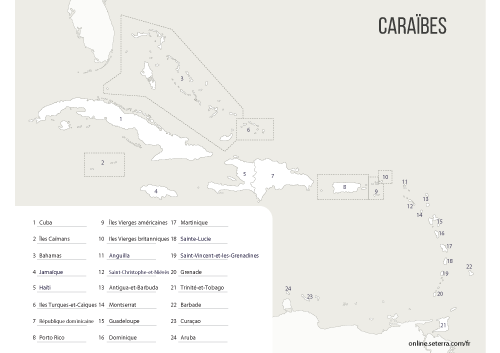 CARAÏBES
3
1
6
2
5
7
4
8
9
10
11
12
13
14
15
16
17
18
19
20
22
24
23
21
1 Cuba
2 Îles Caïmans
3 Bahamas
4 Jamaïque
5 Haïti
6 Iles Turques-et-Caïques
7 République dominicaine
8 Porto Rico
9 Îles Vierges américaines
10 Iles Vierges britanniques
11 Anguilla
12 Saint-Christophe-et-Niévès
13 Antigua-et-Barbuda
14 Montserrat
15 Guadeloupe
16 Dominique
17 Martinique
18 Sainte-Lucie
19 Saint-Vincent-et-les-Grenadines
20 Grenade
21 Trinité-et-Tobago
22 Barbade
23 Curaçao
24 Aruba
online.seterra.com/fr